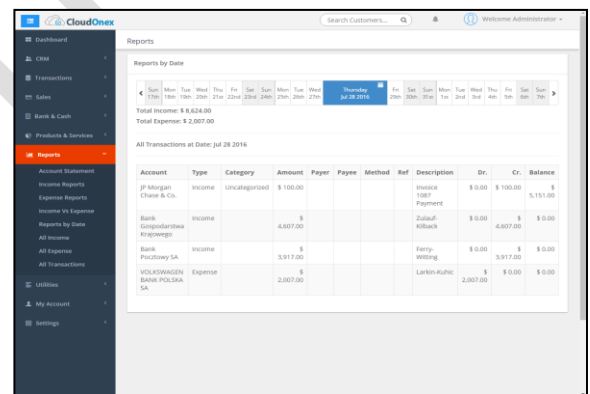 CloudOnex
Search Customers...
Welcome Administrator
Dashboard
CRM
Transactions
Sales
Bank & Cash
Products & Services
Reports
Account Statement
Income Reports
Expense Reports
Income Vs Expense
Reports by Date
All Income
All Expense
All Transactions
Utilities
My Account
Settings
Reports
Reports by Date
Sun Mon Tue Wed Thu Fri Sat Sun Mon Tue Wed Thursday Fri Sat Sun Mon Tue Wed Thu Fri Sat Sun
17th 18th 19th 20th 21st 22nd 23rd 24th 25th 26th 27th Jul 28 2016 29th 30th 31st 1st 2nd 3rd 4th 5th 6th 7th
Total Income: $ 8,624.00
Total Expense: $ 2,007.00
All Transactions at Date: Jul 28 2016
Account Type Category Amount Payer Payee Method Ref Description Dr. Cr. Balance
JP Morgan Income Uncategorized $ 100.00 Invoice $ 0.00 $ 100.00 $
Chase & Co. 1087 5,151.00
Payment
Bank Income $ Zulauf- $ 0.00 $ $ 0.00
Gospodarstwa 4,607.00 Kilback 4,607.00
Krajowego
Bank Income $ Ferry- $ 0.00 $ $ 0.00
Pocztowy SA 3,917.00 Witting 3,917.00
VOLKSWAGEN Expense $ Larkin-Kuhic $ $ 0.00 $ 0.00
BANK POLSKA 2,007.00 2,007.00
SA